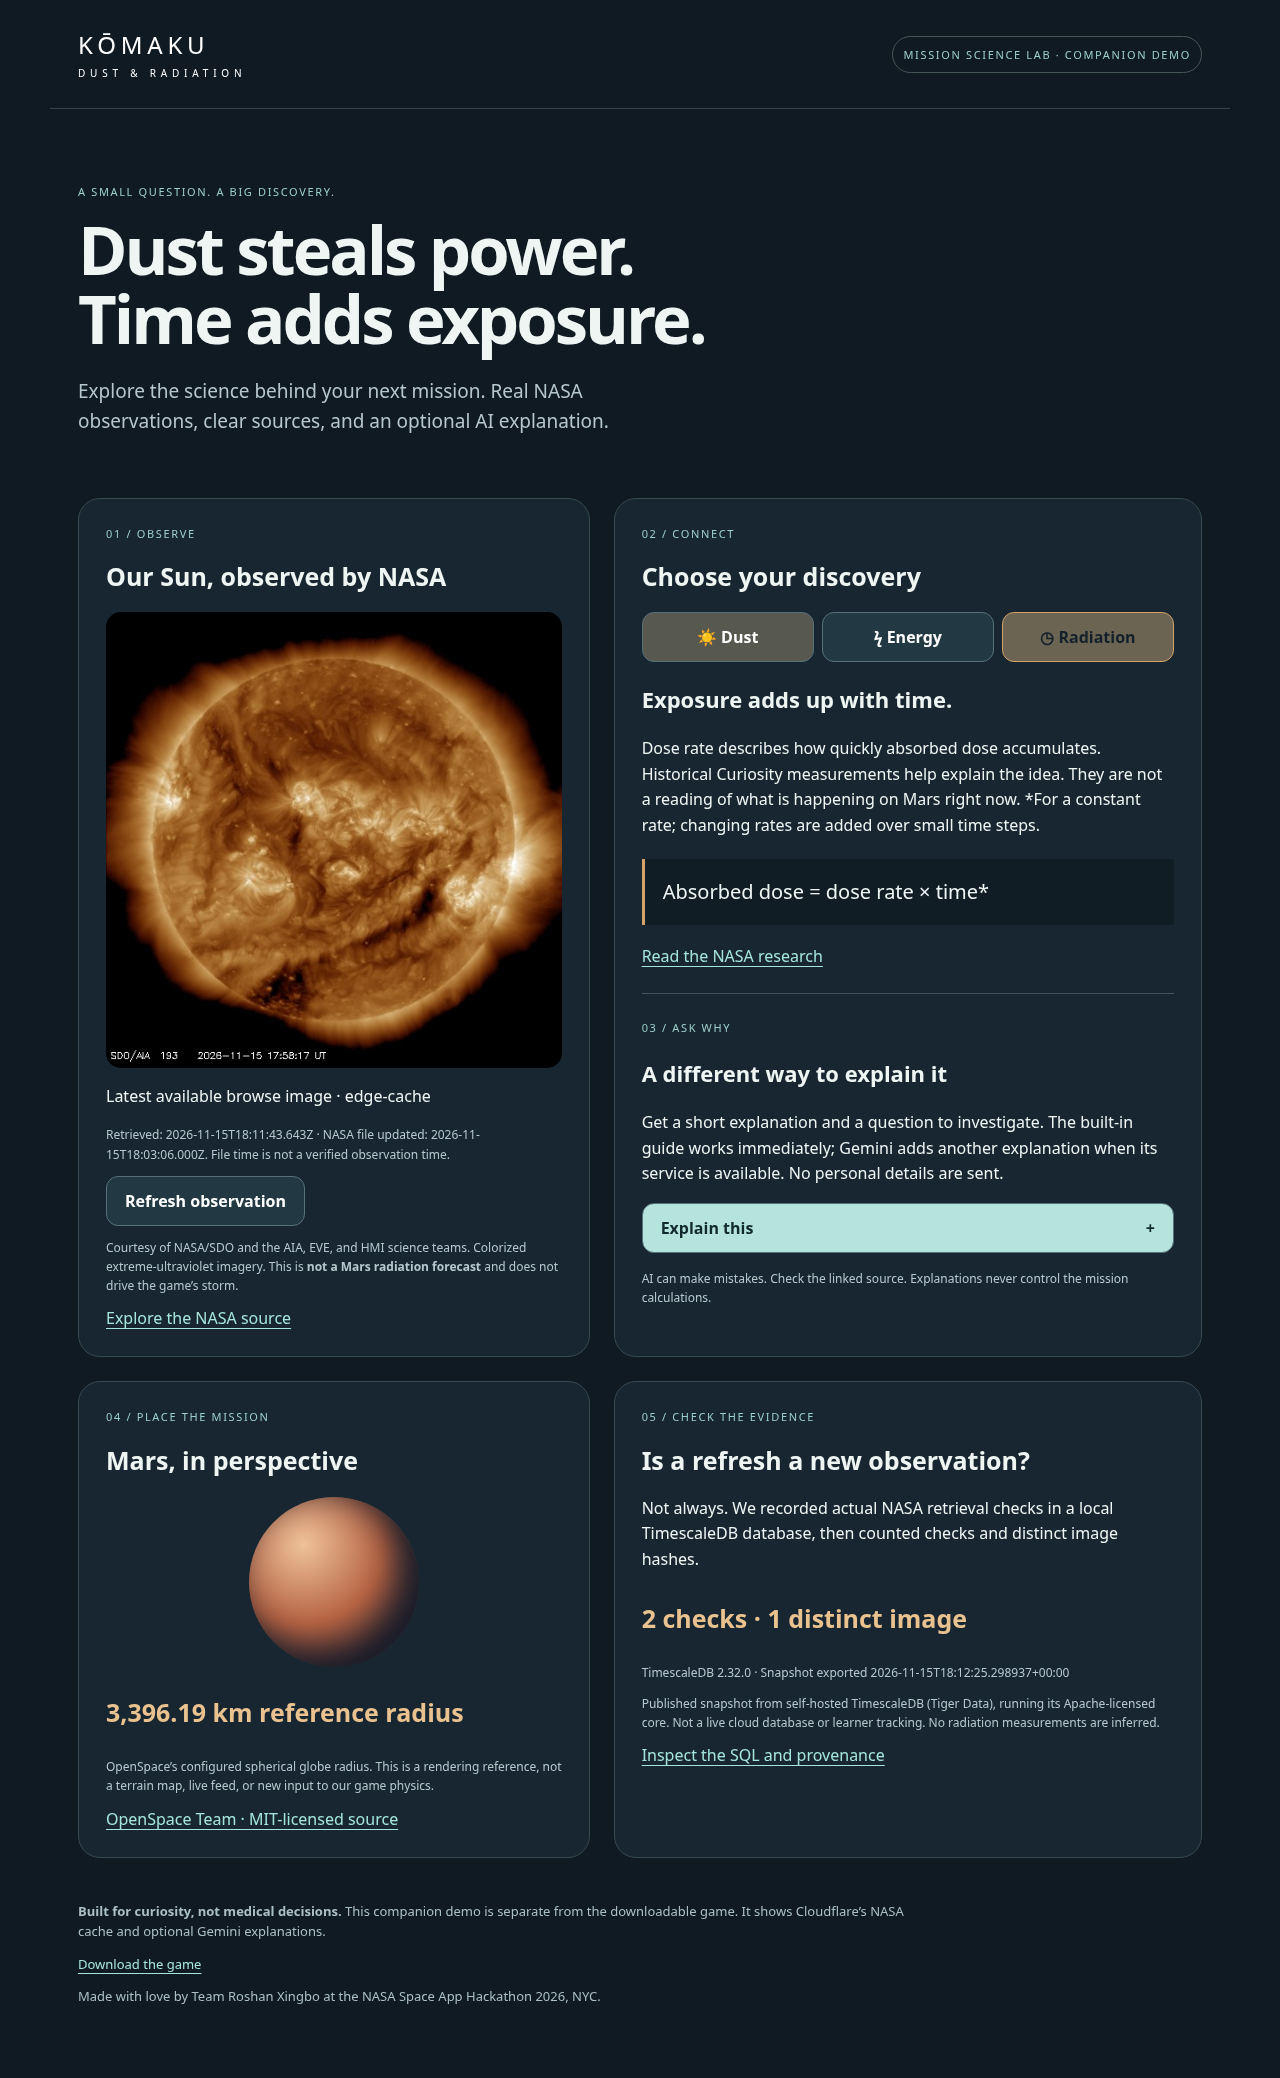 KŌMAKU
DUST & RADIATION
MISSION SCIENCE LAB · COMPANION DEMO
A SMALL QUESTION. A BIG DISCOVERY.
Dust steals power.
Time adds exposure.
Explore the science behind your next mission. Real NASA
observations, clear sources, and an optional AI explanation.
01 / OBSERVE
Our Sun, observed by NASA
SDO/AIA 193 2026-11-15 17:58:17 UT
Latest available browse image · edge-cache
Retrieved: 2026-11-15T18:11:43.643Z · NASA file updated: 2026-11-
15T18:03:06.000Z. File time is not a verified observation time.
Refresh observation
Courtesy of NASA/SDO and the AIA, EVE, and HMI science teams. Colorized
extreme-ultraviolet imagery. This is not a Mars radiation forecast and does not
drive the game’s storm.
Explore the NASA source
02 / CONNECT
Choose your discovery
☀️ Dust
ϟ Energy
◷ Radiation
Exposure adds up with time.
Dose rate describes how quickly absorbed dose accumulates.
Historical Curiosity measurements help explain the idea. They are not
a reading of what is happening on Mars right now. *For a constant
rate; changing rates are added over small time steps.
Absorbed dose = dose rate × time*
Read the NASA research
03 / ASK WHY
A different way to explain it
Get a short explanation and a question to investigate. The built-in
guide works immediately; Gemini adds another explanation when its
service is available. No personal details are sent.
Explain this +
AI can make mistakes. Check the linked source. Explanations never control the mission
calculations.
04 / PLACE THE MISSION
Mars, in perspective
3,396.19 km reference radius
OpenSpace’s configured spherical globe radius. This is a rendering reference, not
a terrain map, live feed, or new input to our game physics.
OpenSpace Team · MIT-licensed source
05 / CHECK THE EVIDENCE
Is a refresh a new observation?
Not always. We recorded actual NASA retrieval checks in a local
TimescaleDB database, then counted checks and distinct image
hashes.
2 checks · 1 distinct image
TimescaleDB 2.32.0 · Snapshot exported 2026-11-15T18:12:25.298937+00:00
Published snapshot from self-hosted TimescaleDB (Tiger Data), running its Apache-licensed
core. Not a live cloud database or learner tracking. No radiation measurements are inferred.
Inspect the SQL and provenance
Built for curiosity, not medical decisions. This companion demo is separate from the downloadable game. It shows Cloudflare’s NASA
cache and optional Gemini explanations.
Download the game
Made with love by Team Roshan Xingbo at the NASA Space App Hackathon 2026, NYC.